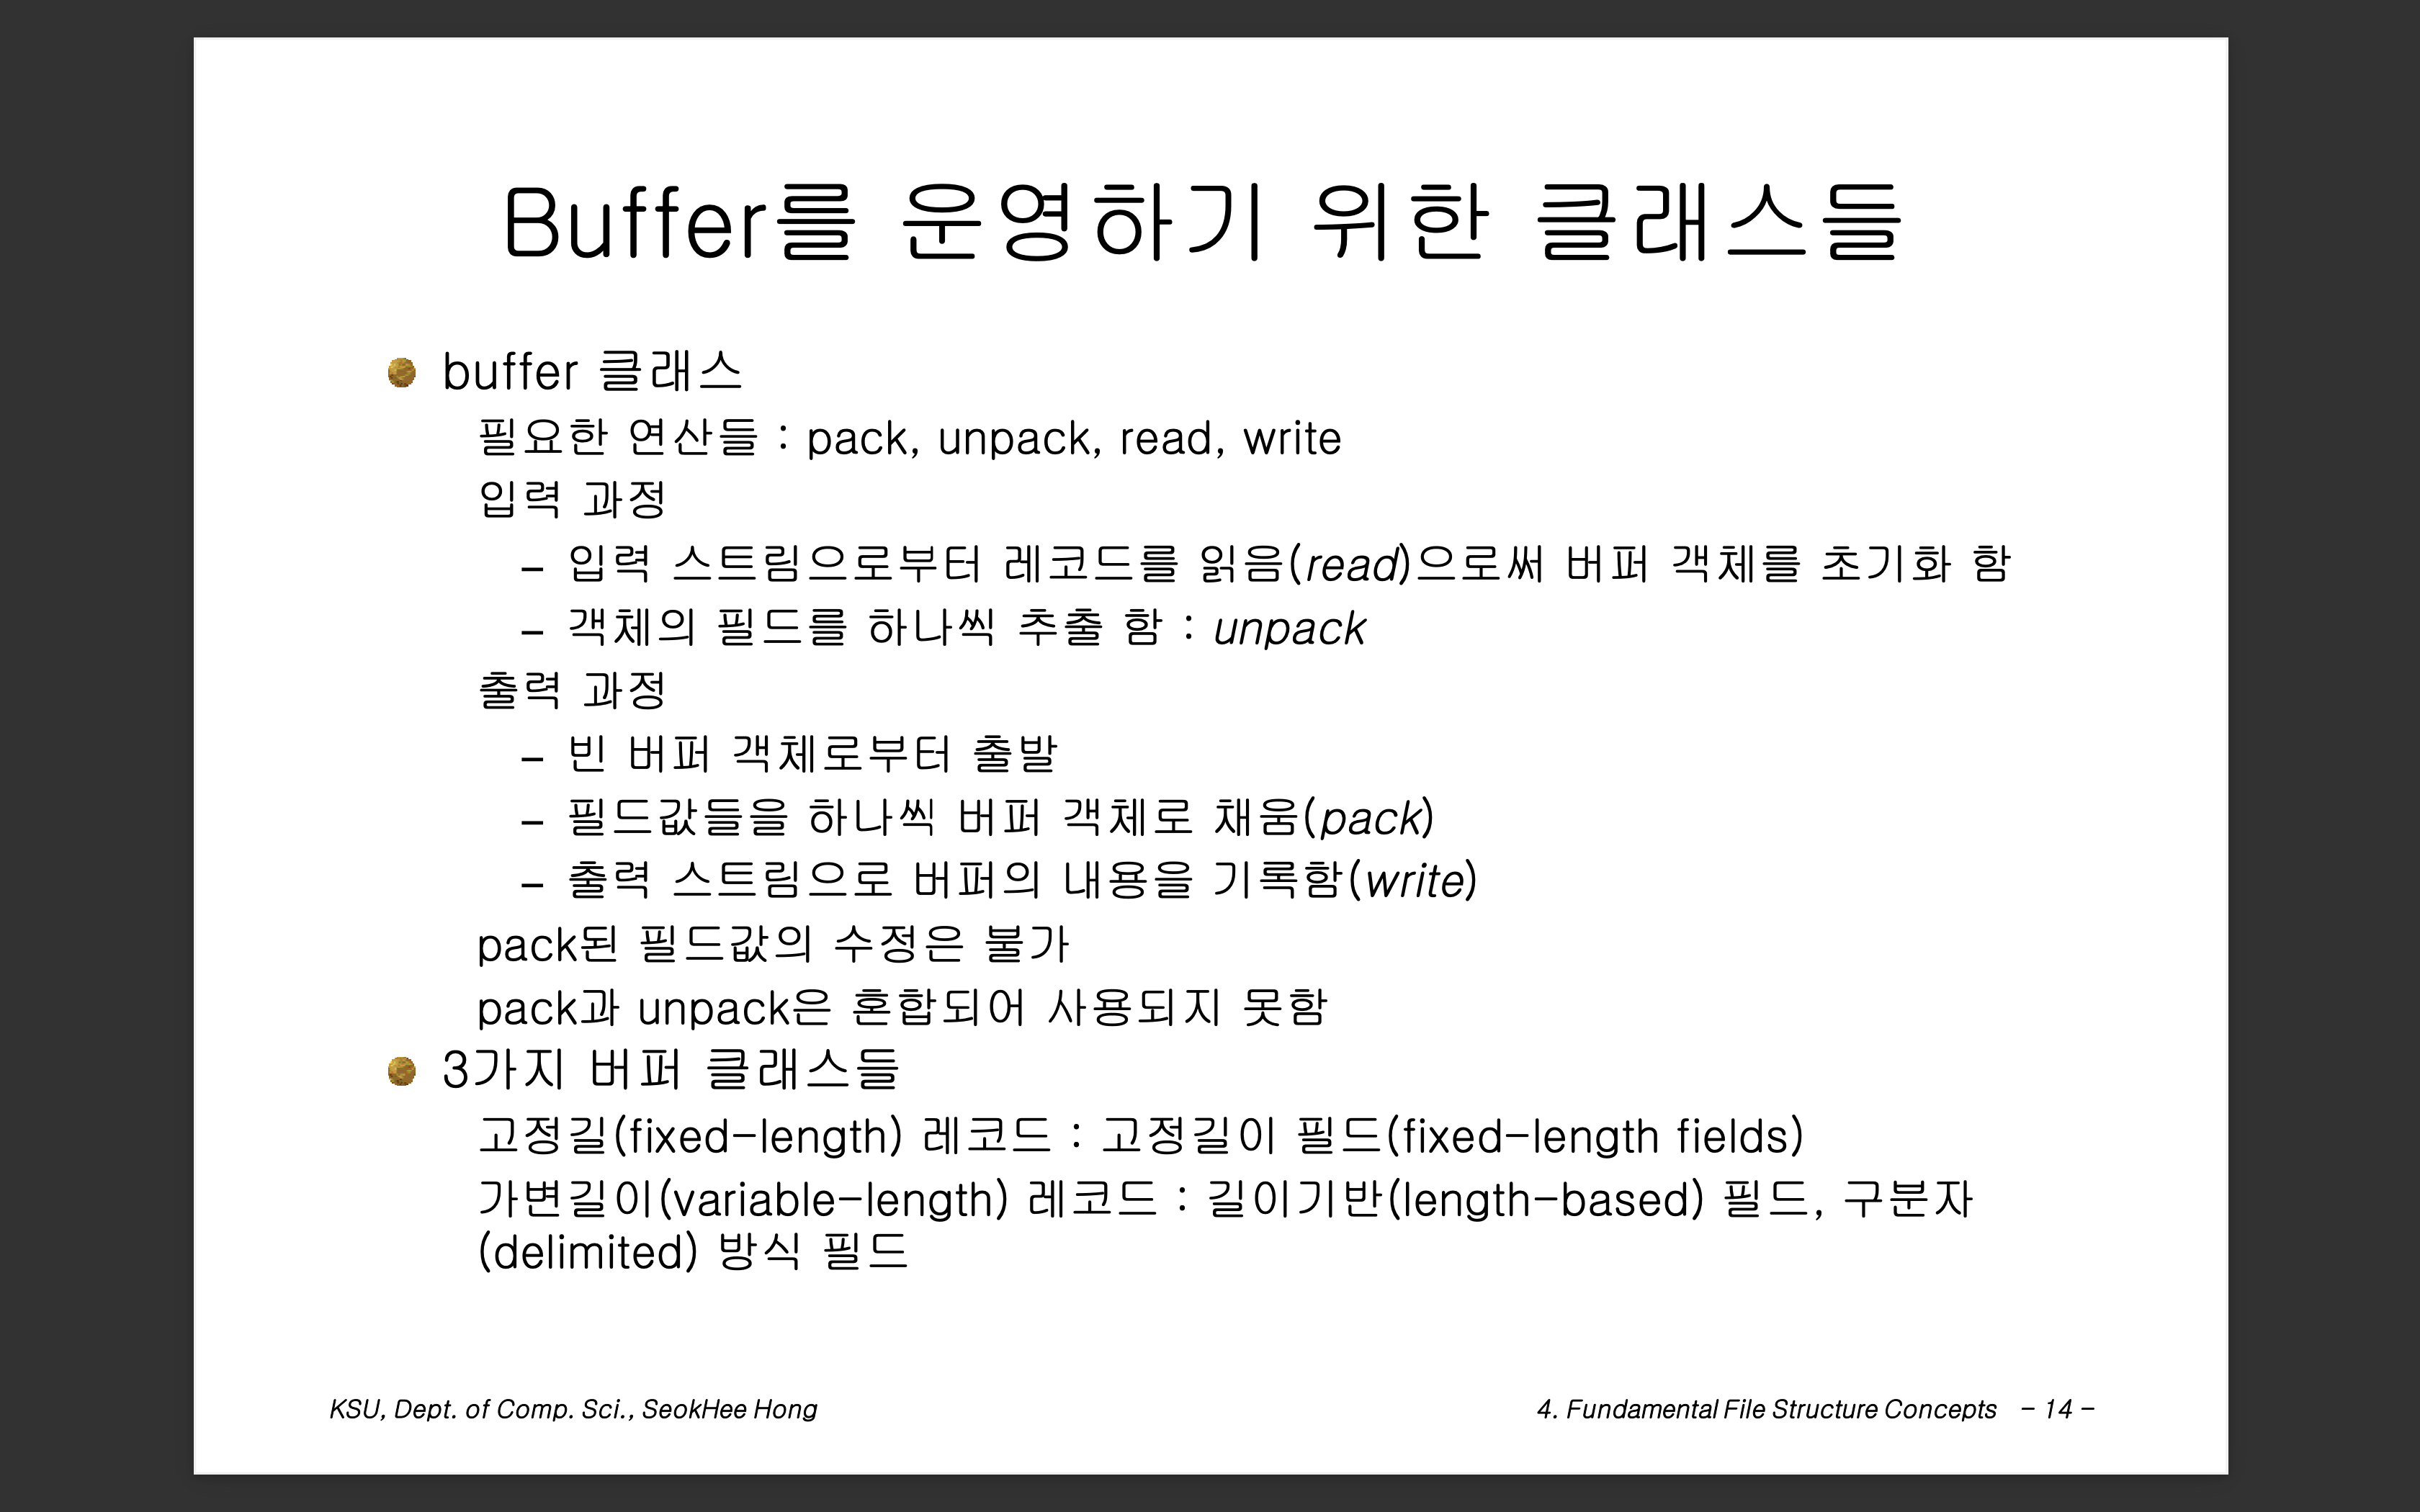 Buffer를 운영하기 위한 클래스들
buffer 클래스
필요한 연산들 : pack, unpack, read, write
입력 과정
– 입력 스트림으로부터 레코드를 읽음(read)으로써 버퍼 객체를 초기화 함
– 객체의 필드를 하나씩 추출 함 : unpack
출력 과정
– 빈 버퍼 객체로부터 출발
– 필드값들을 하나씩 버퍼 객체로 채움(pack)
– 출력 스트림으로 버퍼의 내용을 기록함(write)
pack된 필드값의 수정은 불가
pack과 unpack은 혼합되어 사용되지 못함
3가지 버퍼 클래스들
고정길(fixed-length) 레코드 : 고정길이 필드(fixed-length fields)
가변길이(variable-length) 레코드 : 길이기반(length-based) 필드, 구분자
(delimited) 방식 필드
KSU, Dept. of Comp. Sci., SeokHee Hong
4. Fundamental File Structure Concepts – 14 –